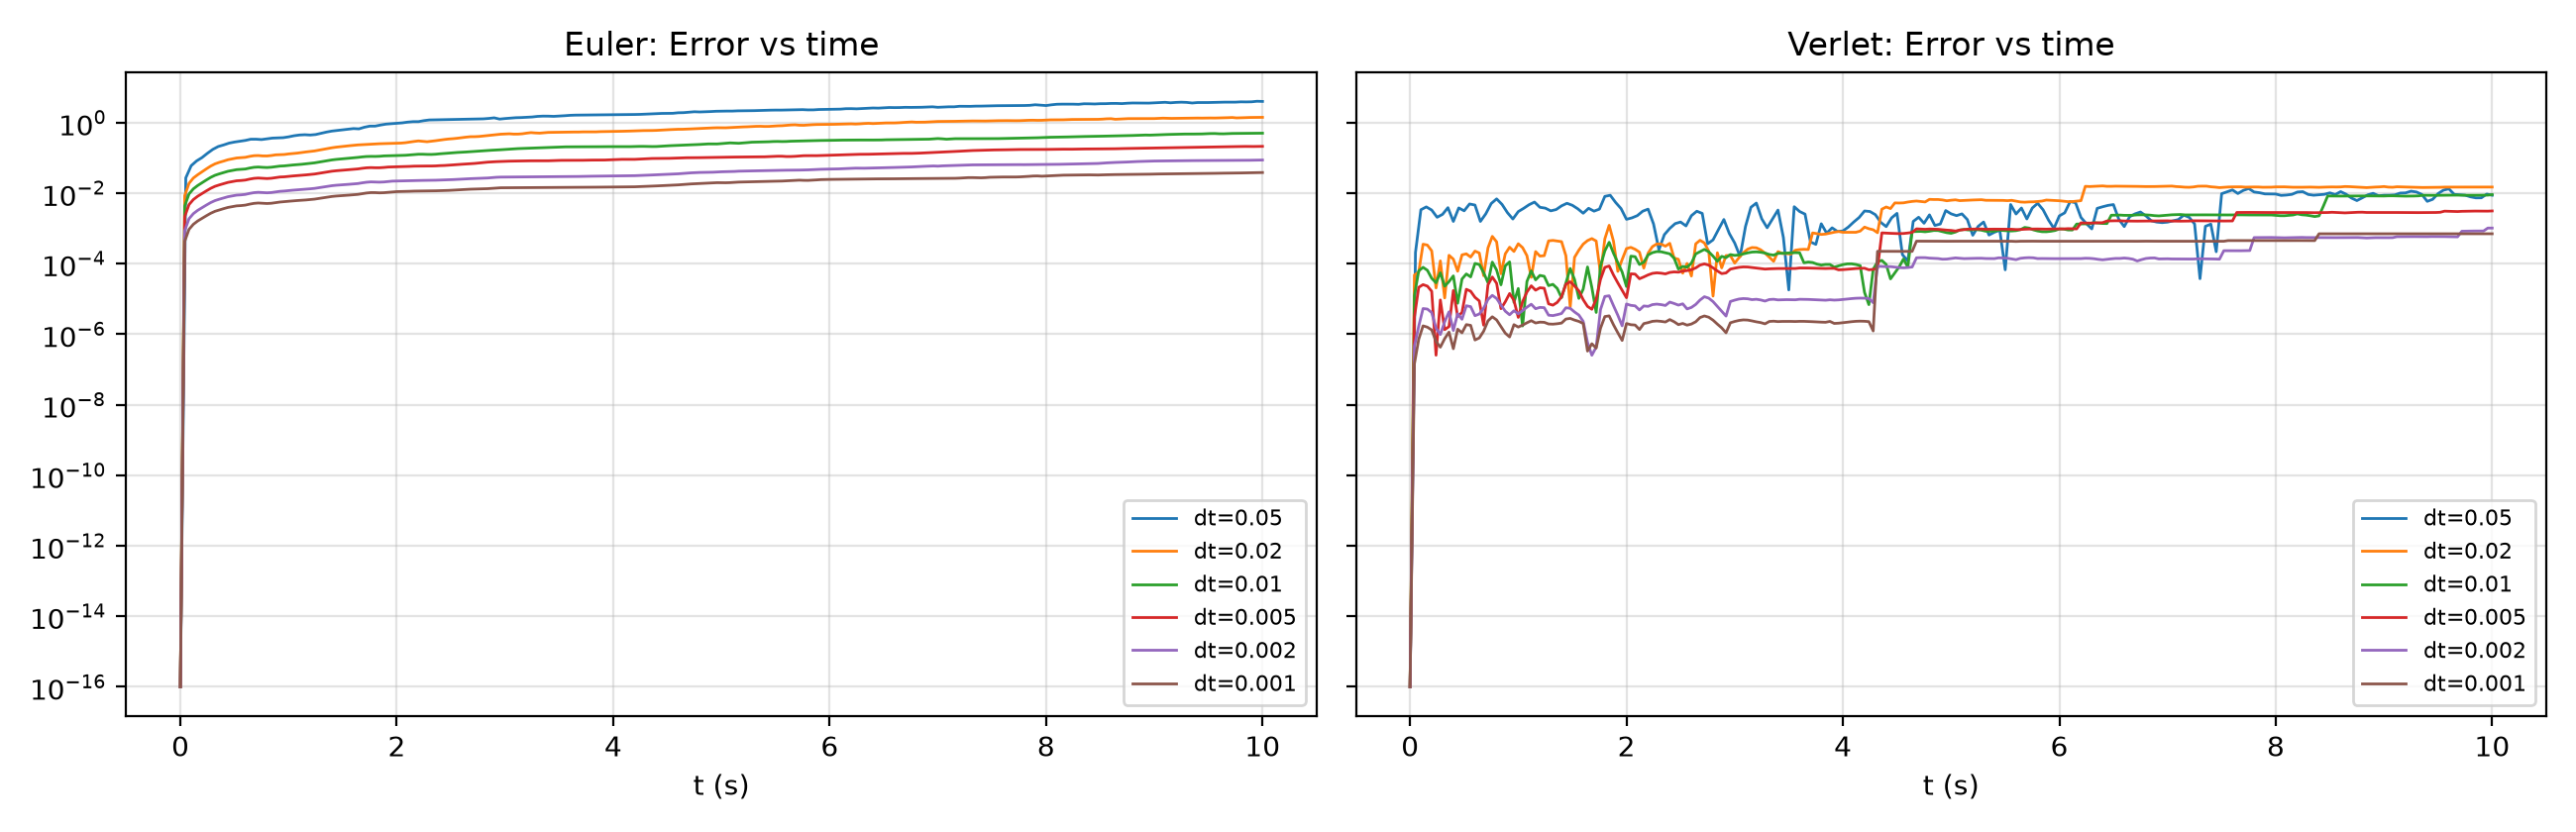 Euler: Error vs time
10⁰
10⁻²
10⁻⁴
10⁻⁶
10⁻⁸
10⁻¹⁰
10⁻¹²
10⁻¹⁴
10⁻¹⁶
0 2 4 6 8 10
t (s)
dt=0.05
dt=0.02
dt=0.01
dt=0.005
dt=0.002
dt=0.001
Verlet: Error vs time
0 2 4 6 8 10
t (s)
dt=0.05
dt=0.02
dt=0.01
dt=0.005
dt=0.002
dt=0.001